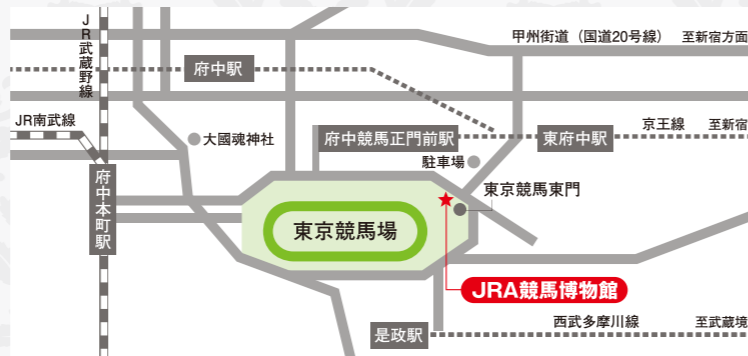 JR武蔵野線
甲州街道（国道20号線） 至新宿方面
府中駅
JR南武線
大國魂神社
府中競馬正門前駅
東府中駅
京王線 至新宿
駐車場
府中本町駅
東京競馬東門
東京競馬場
JRA競馬博物館
西武多摩川線 至武蔵境
是政駅